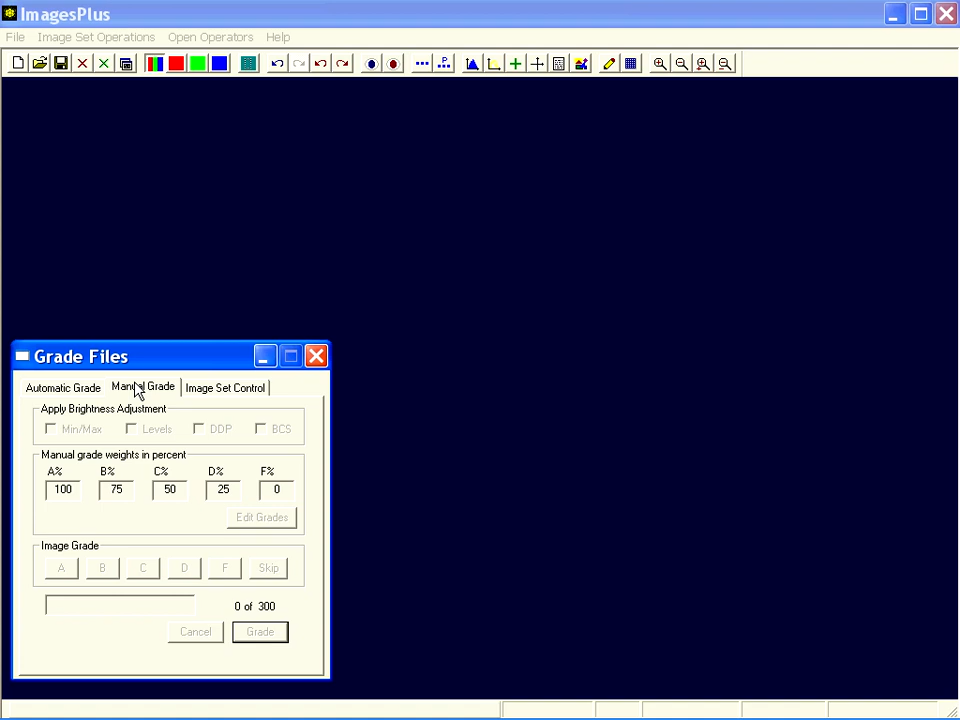 ImagesPlus
File Image Set Operations Open Operators Help
P
Grade Files
Automatic Grade Manual Grade Image Set Control
Apply Brightness Adjustment
Min/Max Levels DDP BCS
Manual grade weights in percent
A% B% C% D% F%
100 75 50 25 0
Edit Grades
Image Grade
A B C D F Skip
0 of 300
Cancel Grade